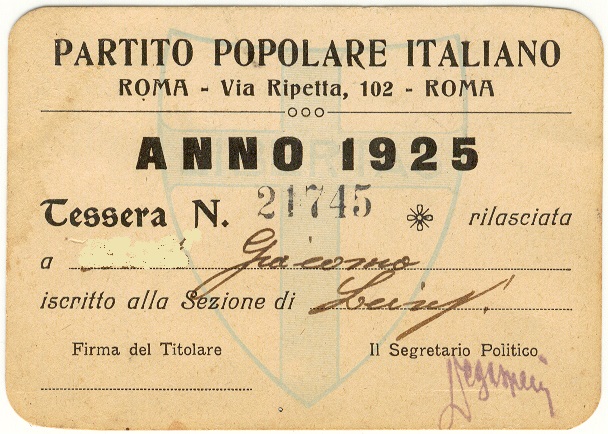 PARTITO POPOLARE ITALIANO
ROMA - Via Ripetta, 102 - ROMA
ANNO 1925
Tessera N. 21745 rilasciata
a Giacomo
iscritto alla Sezione di
Firma del Titolare Il Segretario Politico